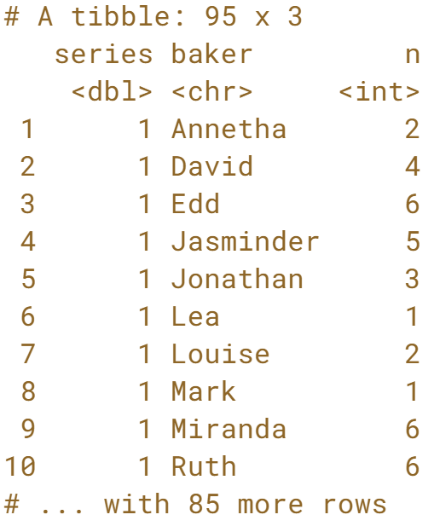 # A tibble: 95 x 3
series baker n
<dbl> <chr> <int>
1 1 Annetha 2
2 1 David 4
3 1 Edd 6
4 1 Jasminder 5
5 1 Jonathan 3
6 1 Lea 1
7 1 Louise 2
8 1 Mark 1
9 1 Miranda 6
10 1 Ruth 6
# ... with 85 more rows